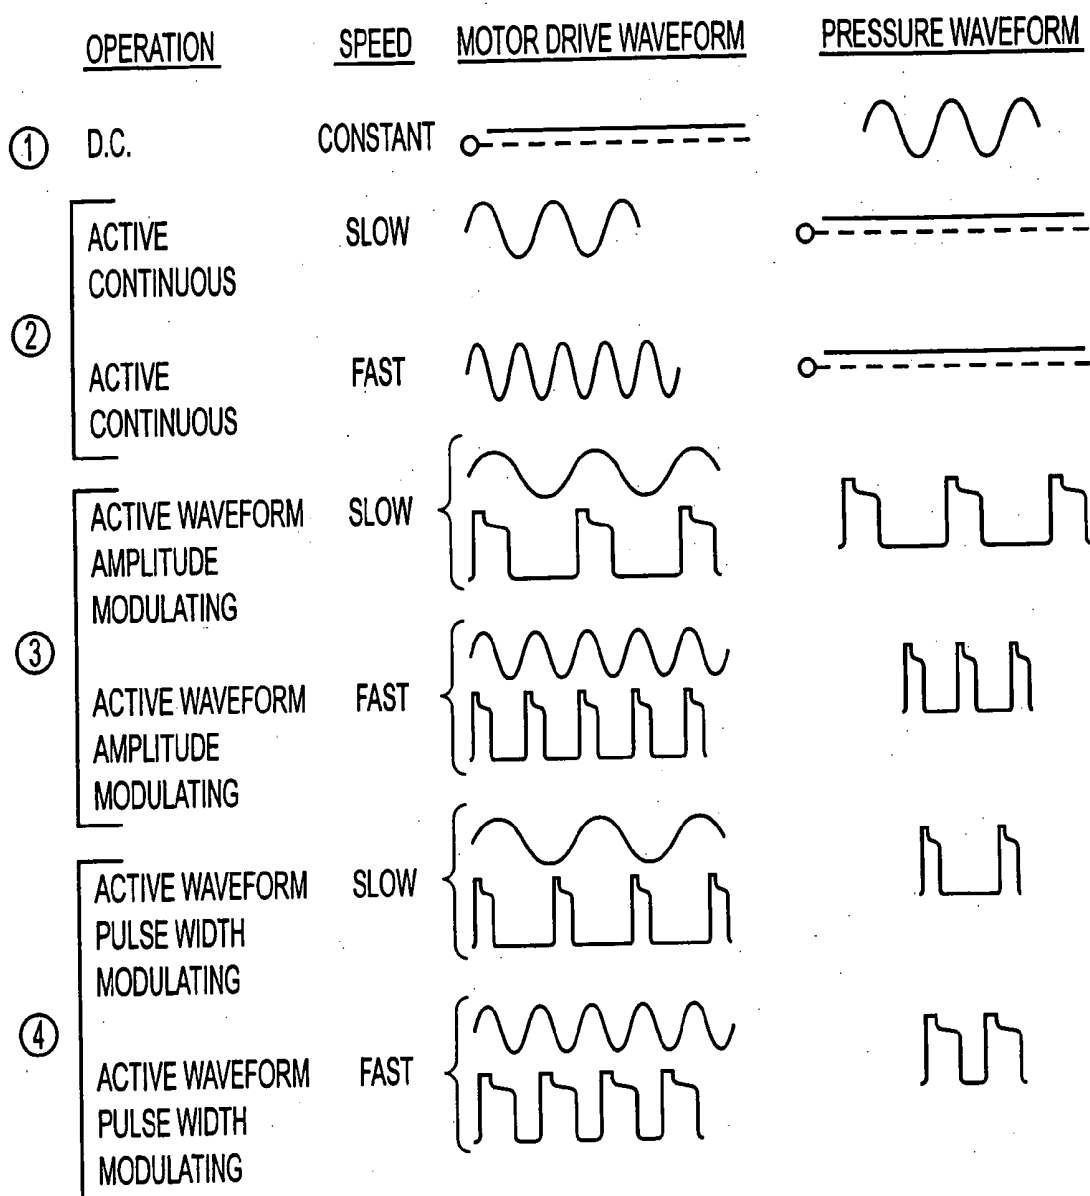 OPERATION SPEED MOTOR DRIVE WAVEFORM PRESSURE WAVEFORM
1 D.C. CONSTANT
2
ACTIVE CONTINUOUS SLOW
ACTIVE CONTINUOUS FAST
3
ACTIVE WAVEFORM SLOW
AMPLITUDE
MODULATING
ACTIVE WAVEFORM FAST
AMPLITUDE
MODULATING
4
ACTIVE WAVEFORM SLOW
PULSE WIDTH
MODULATING
ACTIVE WAVEFORM FAST
PULSE WIDTH
MODULATING